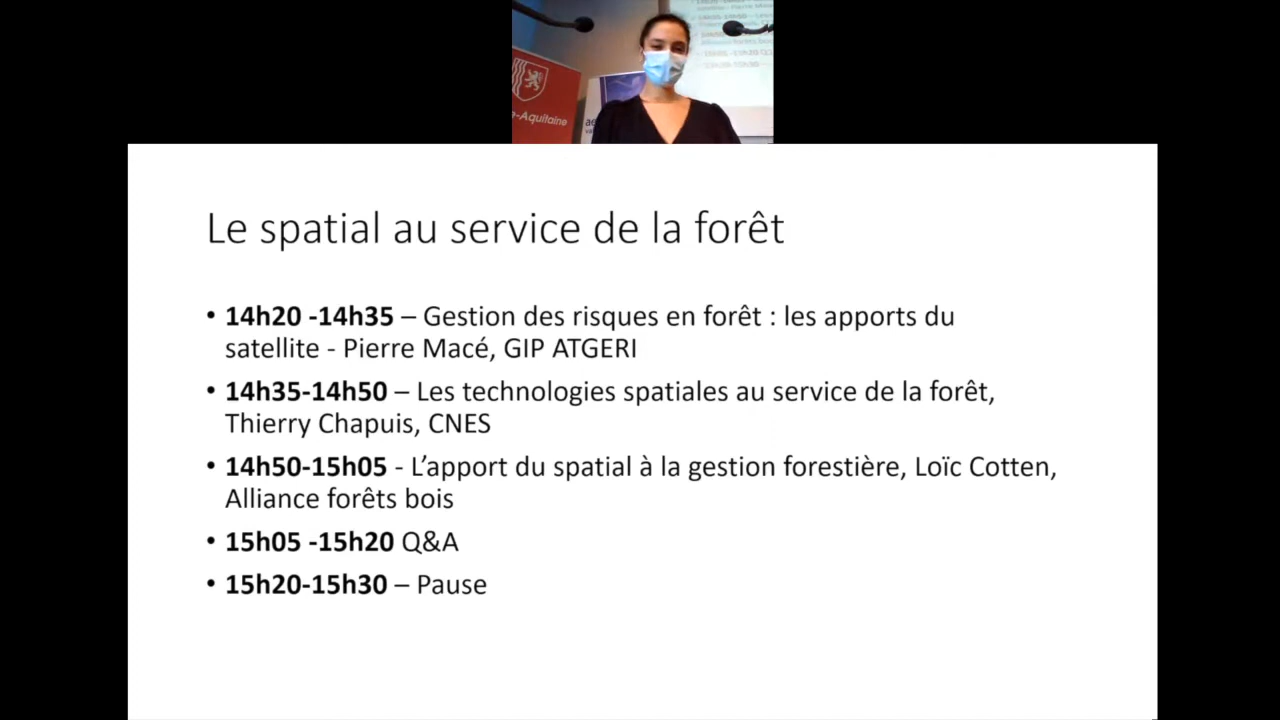 e-Aquitaine
Le spatial au service de la forêt
• 14h20 -14h35 – Gestion des risques en forêt : les apports du
satellite - Pierre Macé, GIP ATGERI
• 14h35-14h50 – Les technologies spatiales au service de la forêt,
Thierry Chapuis, CNES
• 14h50-15h05 - L’apport du spatial à la gestion forestière, Loïc Cotten,
Alliance forêts bois
• 15h05 -15h20 Q&A
• 15h20-15h30 – Pause